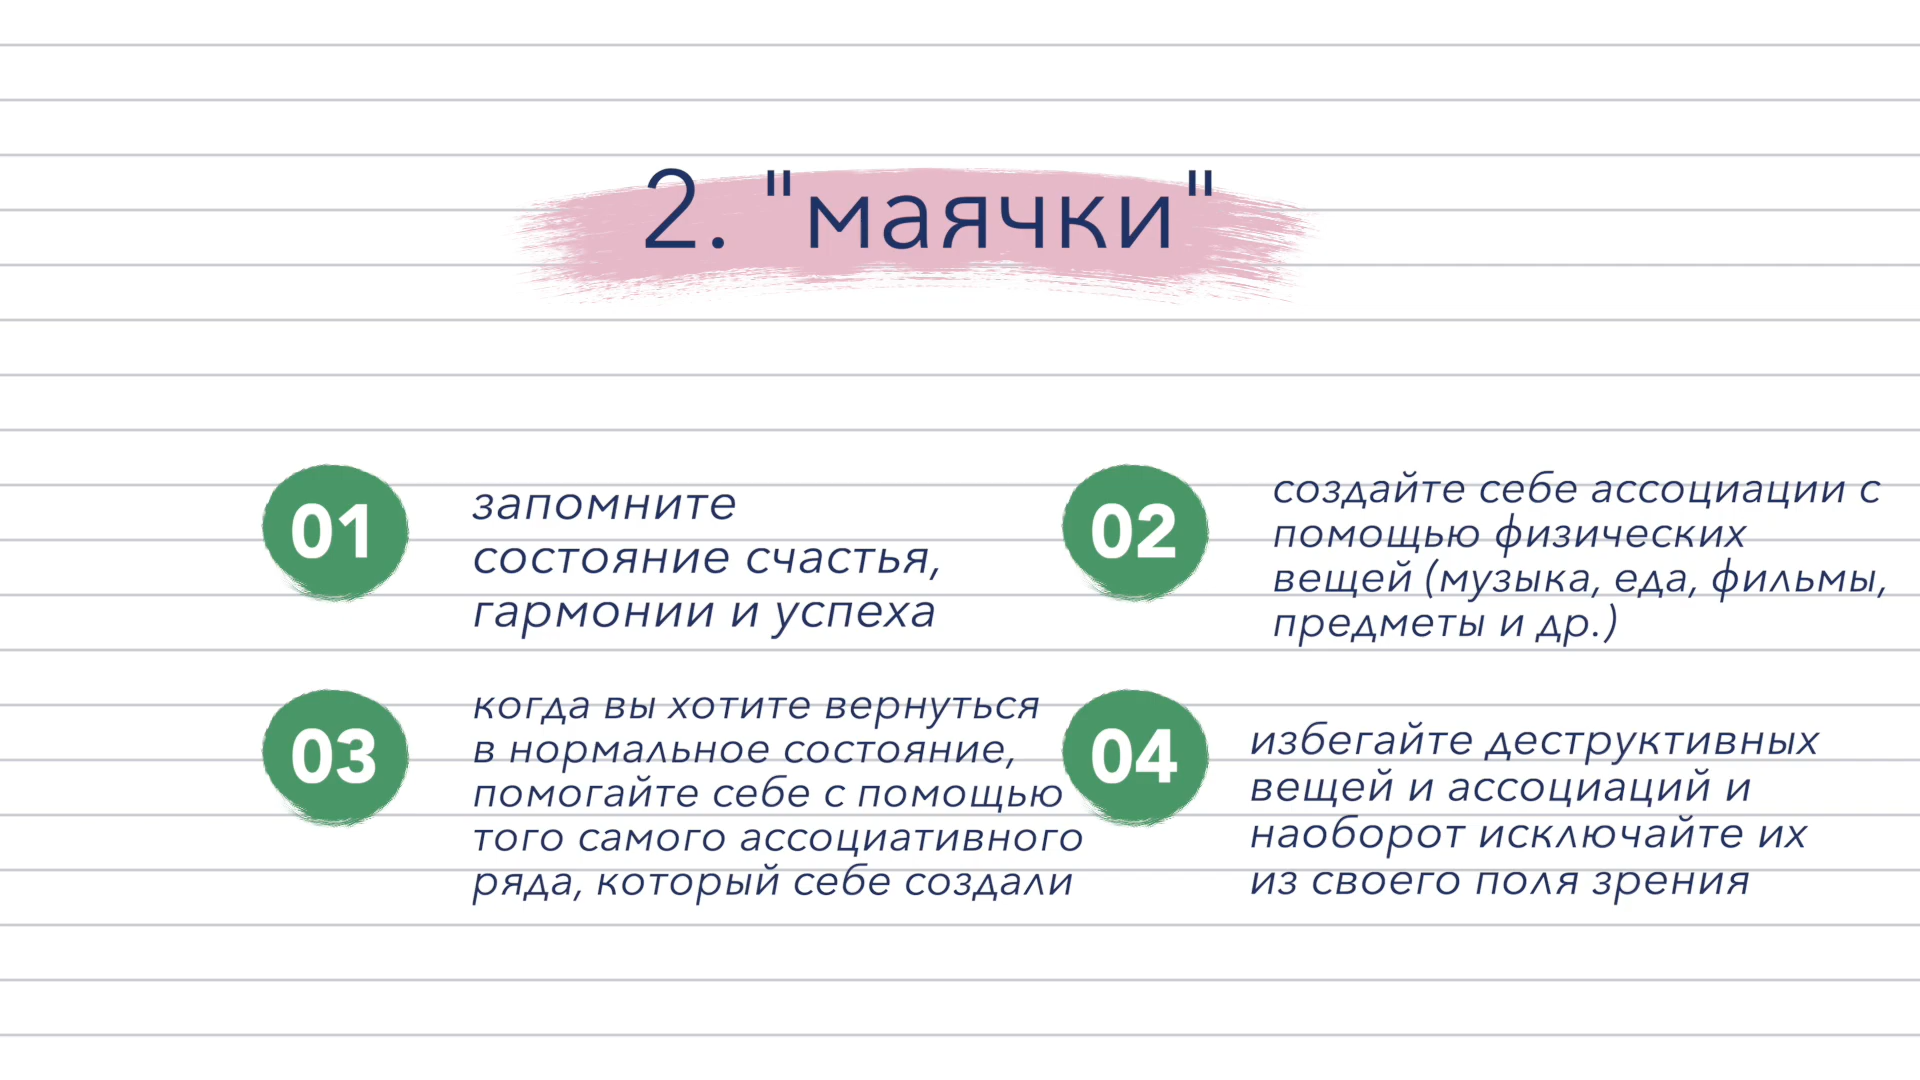 2. "маячки"
01
запомните
состояние счастья,
гармонии и успеха
02
создайте себе ассоциации с
помощью физических
вещей (музыка, еда, фильмы,
предметы и др.)
03
когда вы хотите вернуться
в нормальное состояние,
помогайте себе с помощью
того самого ассоциативного
ряда, который себе создали
04
избегайте деструктивных
вещей и ассоциаций и
наоборот исключайте их
из своего поля зрения